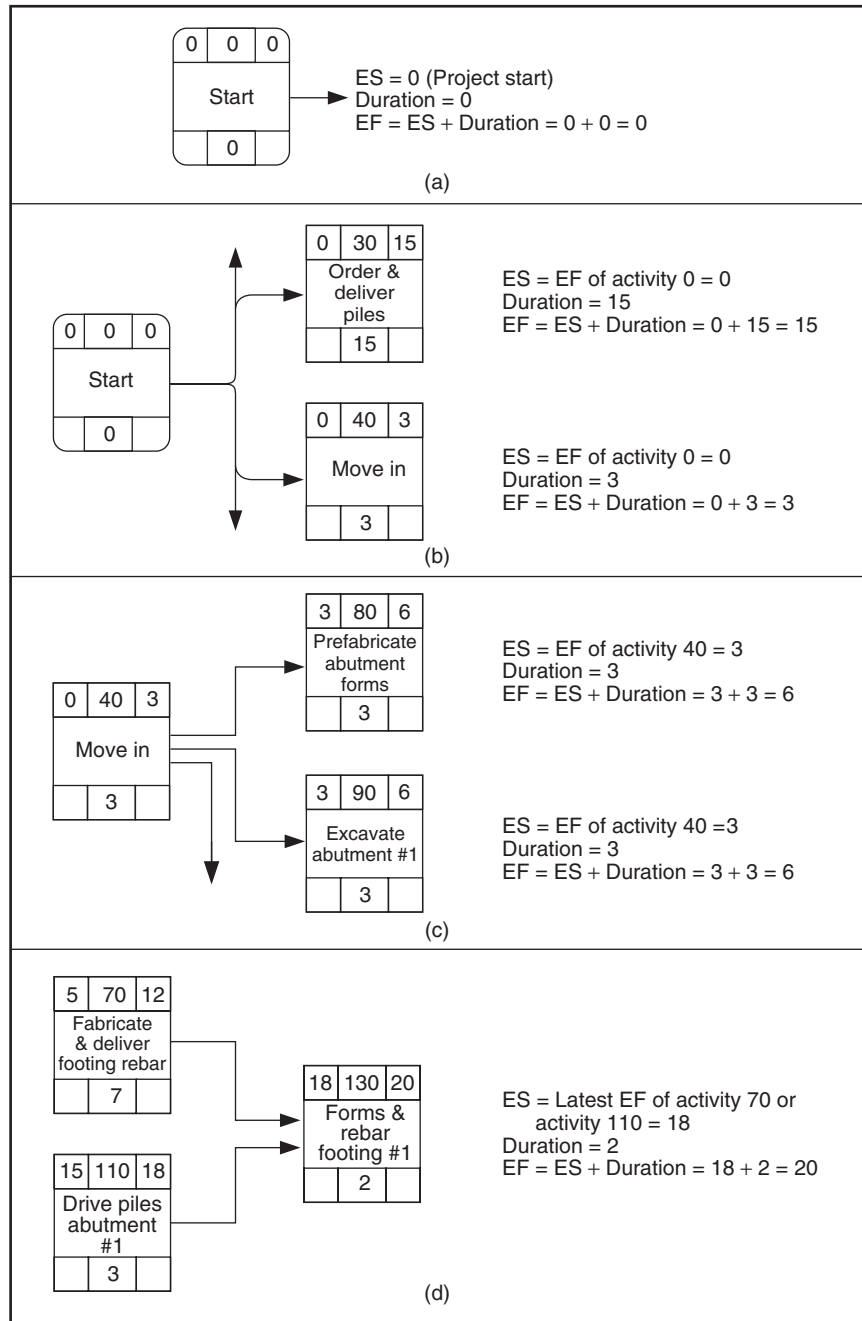 0 0 0
Start
0
ES = 0 (Project start)
Duration = 0
EF = ES + Duration = 0 + 0 = 0
(a)
0 0 0
Start
0
0 30 15
Order &
deliver
piles
15
ES = EF of activity 0 = 0
Duration = 15
EF = ES + Duration = 0 + 15 = 15
0 40 3
Move in
3
ES = EF of activity 0 = 0
Duration = 3
EF = ES + Duration = 0 + 3 = 3
(b)
0 40 3
Move in
3
3 80 6
Prefabricate
abutment
forms
3
ES = EF of activity 40 = 3
Duration = 3
EF = ES + Duration = 3 + 3 = 6
3 90 6
Excavate
abutment #1
3
ES = EF of activity 40 =3
Duration = 3
EF = ES + Duration = 3 + 3 = 6
(c)
5 70 12
Fabricate
& deliver
footing rebar
7
15 110 18
Drive piles
abutment
#1
3
18 130 20
Forms &
rebar
footing #1
2
ES = Latest EF of activity 70 or
activity 110 = 18
Duration = 2
EF = ES + Duration = 18 + 2 = 20
(d)